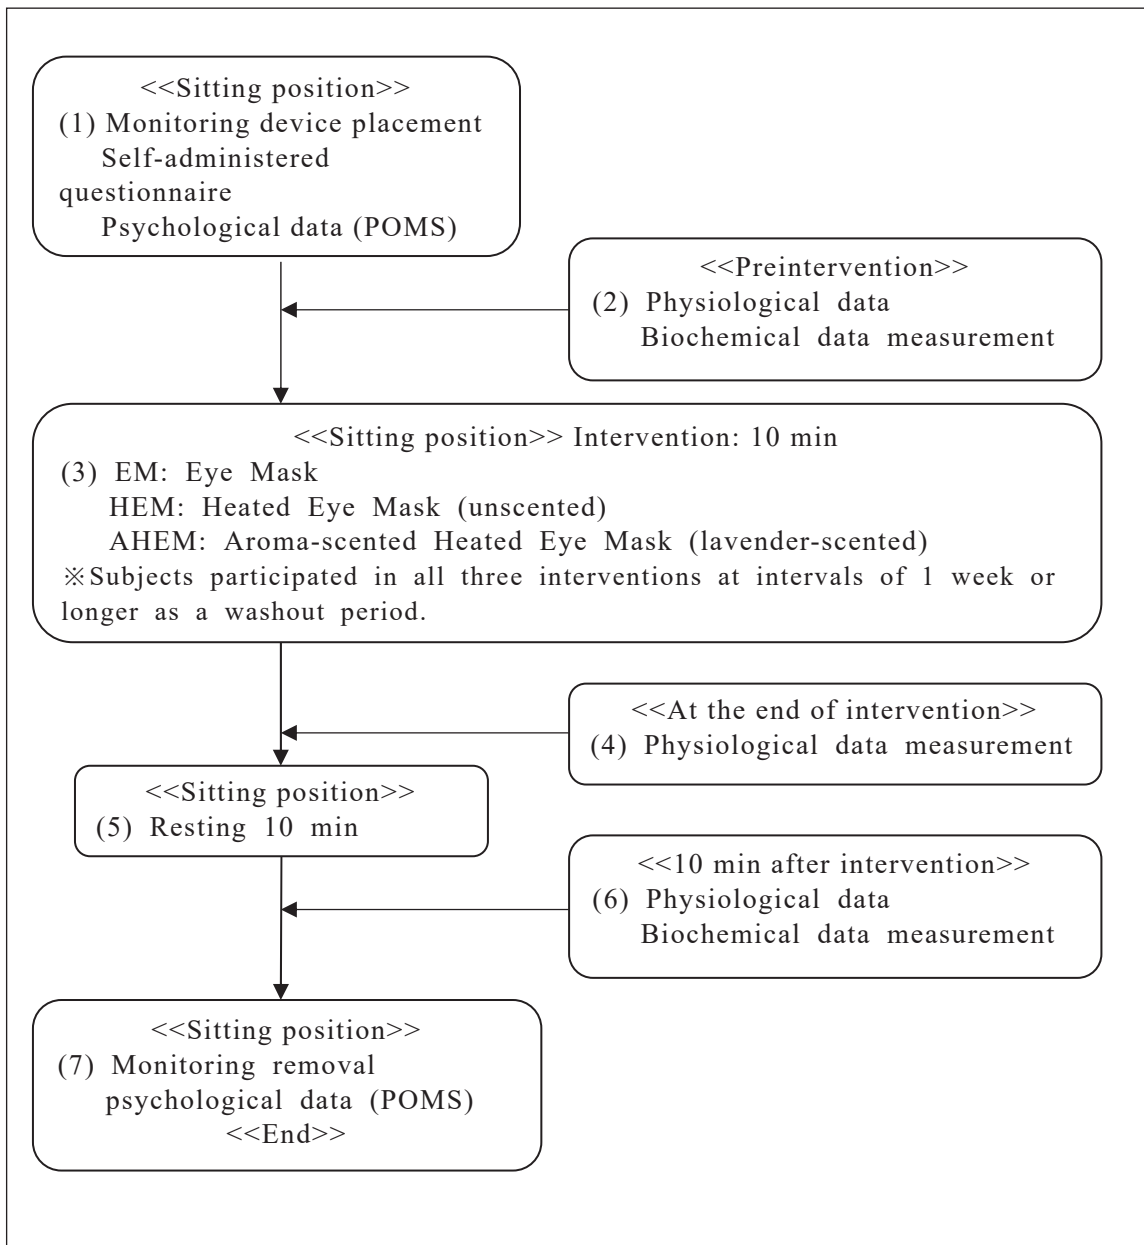 <<Sitting position>>
(1) Monitoring device placement
Self-administered
questionnaire
Psychological data (POMS)
<<Preintervention>>
(2) Physiological data
Biochemical data measurement
<<Sitting position>> Intervention: 10 min
(3) EM: Eye Mask
HEM: Heated Eye Mask (unscented)
AHEM: Aroma-scented Heated Eye Mask (lavender-scented)
※Subjects participated in all three interventions at intervals of 1 week or
longer as a washout period.
<<At the end of intervention>>
(4) Physiological data measurement
<<Sitting position>>
(5) Resting 10 min
<<10 min after intervention>>
(6) Physiological data
Biochemical data measurement
<<Sitting position>>
(7) Monitoring removal
psychological data (POMS)
<<End>>